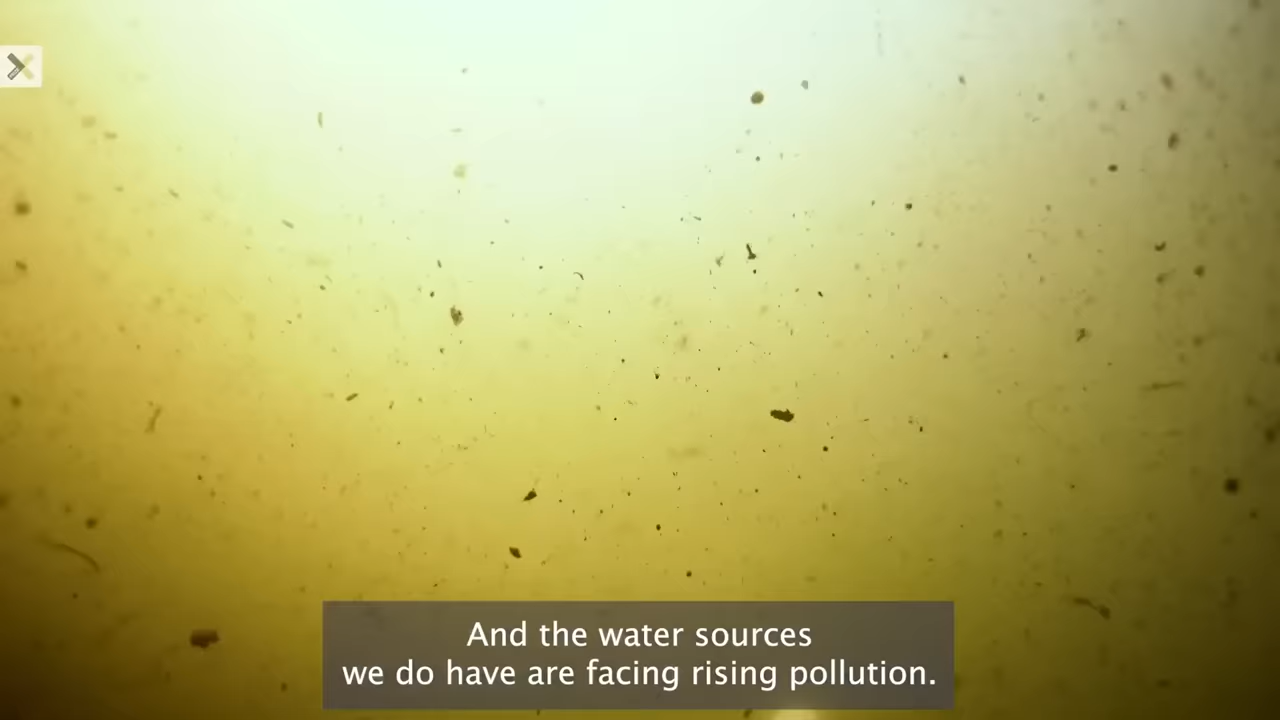 And the water sources
we do have are facing rising pollution.